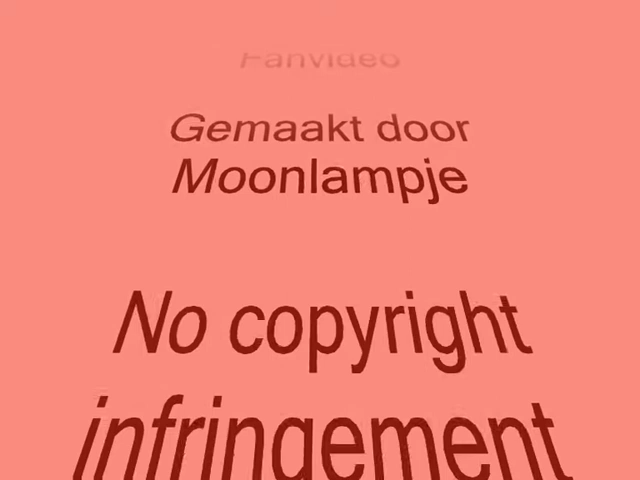 Fanvideo
Gemaakt door
Moonlampje
No copyright
infringement